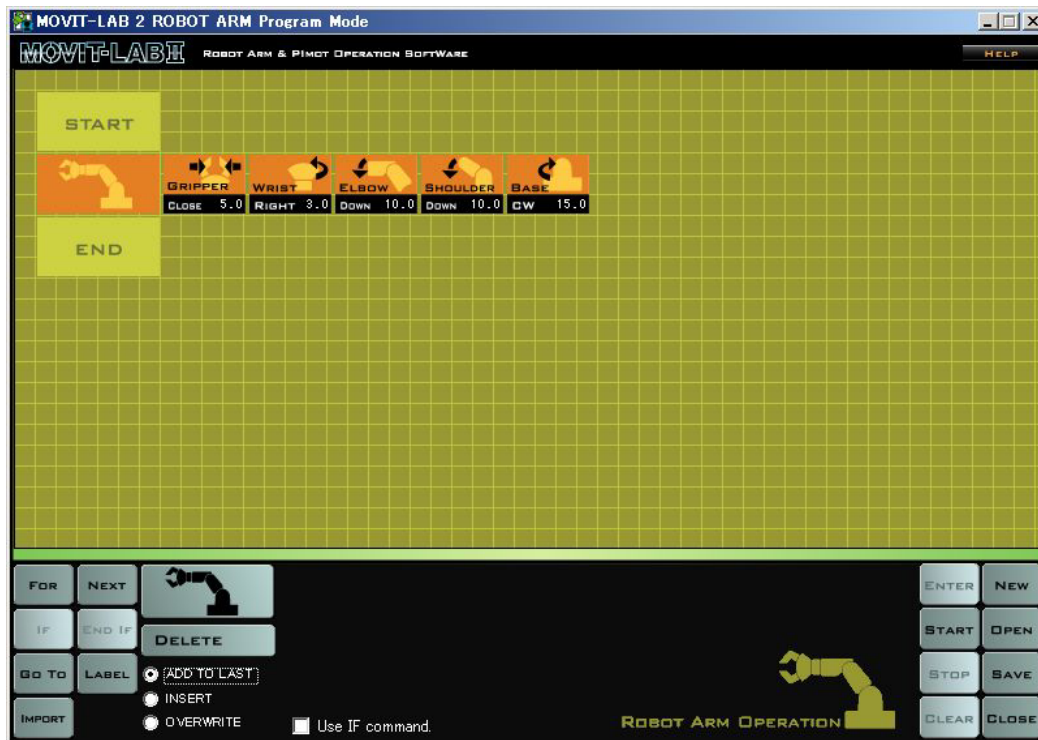 MOVIT-LAB 2 ROBOT ARM Program Mode
MOVIT-LAB II ROBOT ARM & PIMOT OPERATION SOFTWARE HELP
START
GRIPPER WRIST ELBOW SHOULDER BASE
CLOSE 5.0 RIGHT 3.0 DOWN 10.0 DOWN 10.0 CW 15.0
END
FOR NEXT ENTER NEW
IF END IF DELETE START OPEN
GO TO LABEL ADD TO LAST STOP SAVE
INSERT
IMPORT OVERWRITE Use IF command. ROBOT ARM OPERATION CLEAR CLOSE